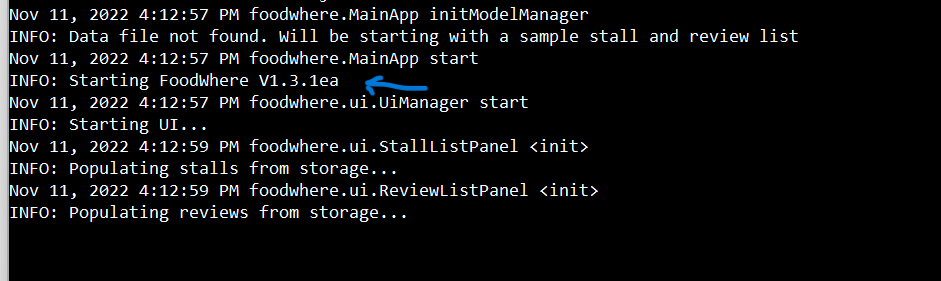 Nov 11, 2022 4:12:57 PM foodwhere.MainApp initModelManager
INFO: Data file not found. Will be starting with a sample stall and review list
Nov 11, 2022 4:12:57 PM foodwhere.MainApp start
INFO: Starting FoodWhere V1.3.1ea
Nov 11, 2022 4:12:57 PM foodwhere.ui.UiManager start
INFO: Starting UI...
Nov 11, 2022 4:12:59 PM foodwhere.ui.StallListPanel <init>
INFO: Populating stalls from storage...
Nov 11, 2022 4:12:59 PM foodwhere.ui.ReviewListPanel <init>
INFO: Populating reviews from storage...